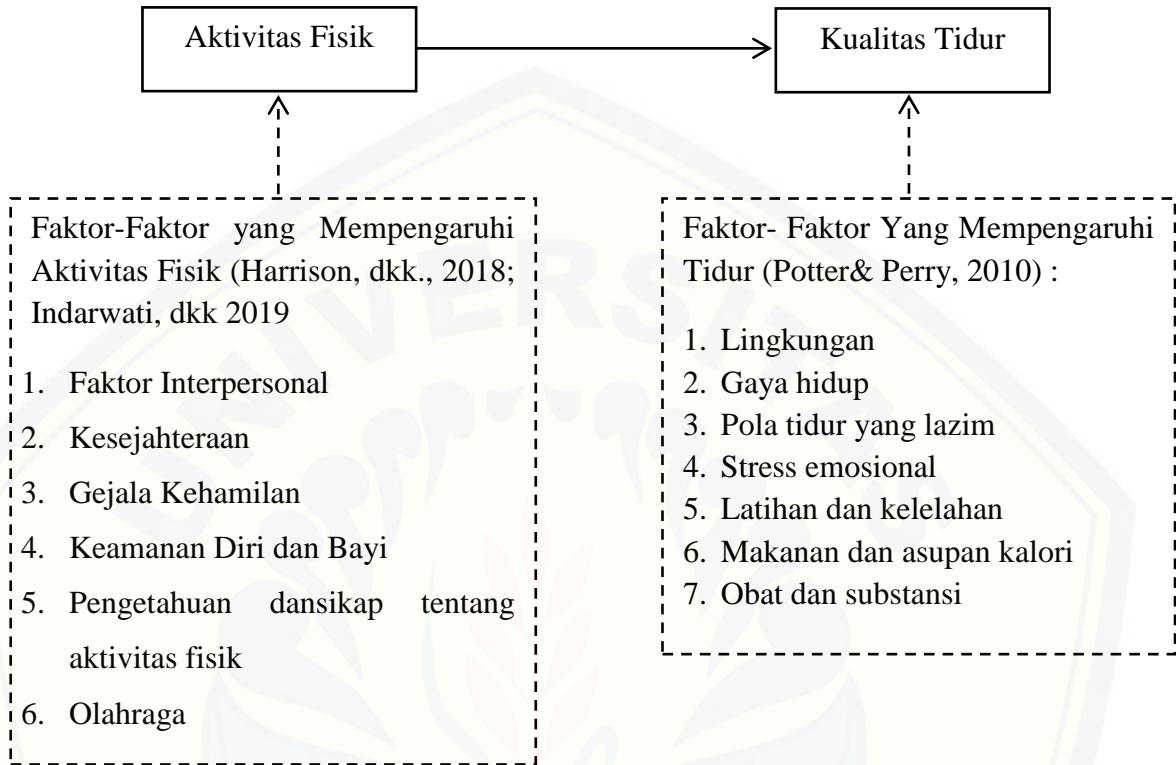 Aktivitas Fisik
Kualitas Tidur
Faktor-Faktor yang Mempengaruhi
Aktivitas Fisik (Harrison, dkk., 2018;
Indarwati, dkk 2019
1. Faktor Interpersonal
2. Kesejahteraan
3. Gejala Kehamilan
4. Keamanan Diri dan Bayi
5. Pengetahuan dansikap tentang
aktivitas fisik
6. Olahraga
Faktor- Faktor Yang Mempengaruhi
Tidur (Potter& Perry, 2010) :
1. Lingkungan
2. Gaya hidup
3. Pola tidur yang lazim
4. Stress emosional
5. Latihan dan kelelahan
6. Makanan dan asupan kalori
7. Obat dan substansi
UNIVERSITAS